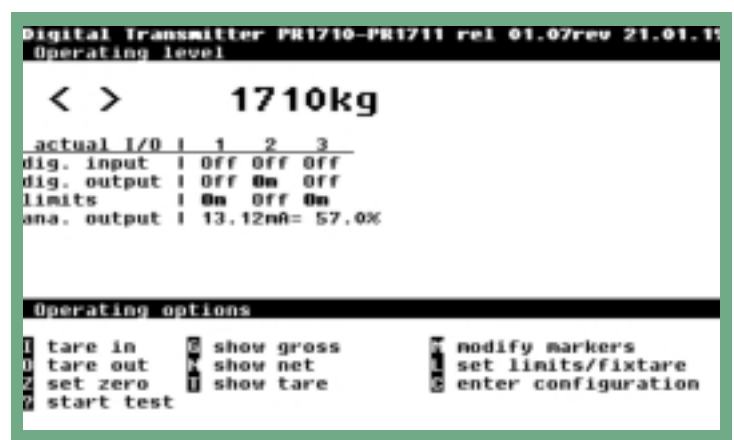 Digital Transmitter PR1710-PR1711 rel 01.07rev 21.01.1
Operating level
< > 1710kg
actual I/O | 1 2 3
dig. input | Off Off Off
dig. output | Off On Off
limits | On Off On
ana. output | 13.12mA= 57.0%
Operating options
I tare in G show gross modify markers
O tare out N show net L set limits/fixtare
Z set zero T show tare C enter configuration
? start test